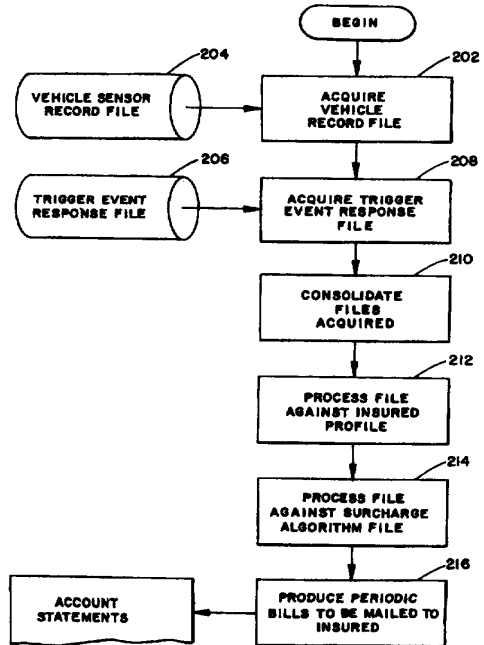 BEGIN
204
202
VEHICLE SENSOR
RECORD FILE
ACQUIRE
VEHICLE
RECORD FILE
206
208
TRIGGER EVENT
RESPONSE FILE
ACQUIRE TRIGGER
EVENT RESPONSE
FILE
210
CONSOLIDATE
FILES
ACQUIRED
212
PROCESS FILE
AGAINST INSURED
PROFILE
214
PROCESS FILE
AGAINST SURCHARGE
ALGORITHM FILE
216
ACCOUNT
STATEMENTS
PRODUCE PERIODIC
BILLS TO BE MAILED TO
INSURED